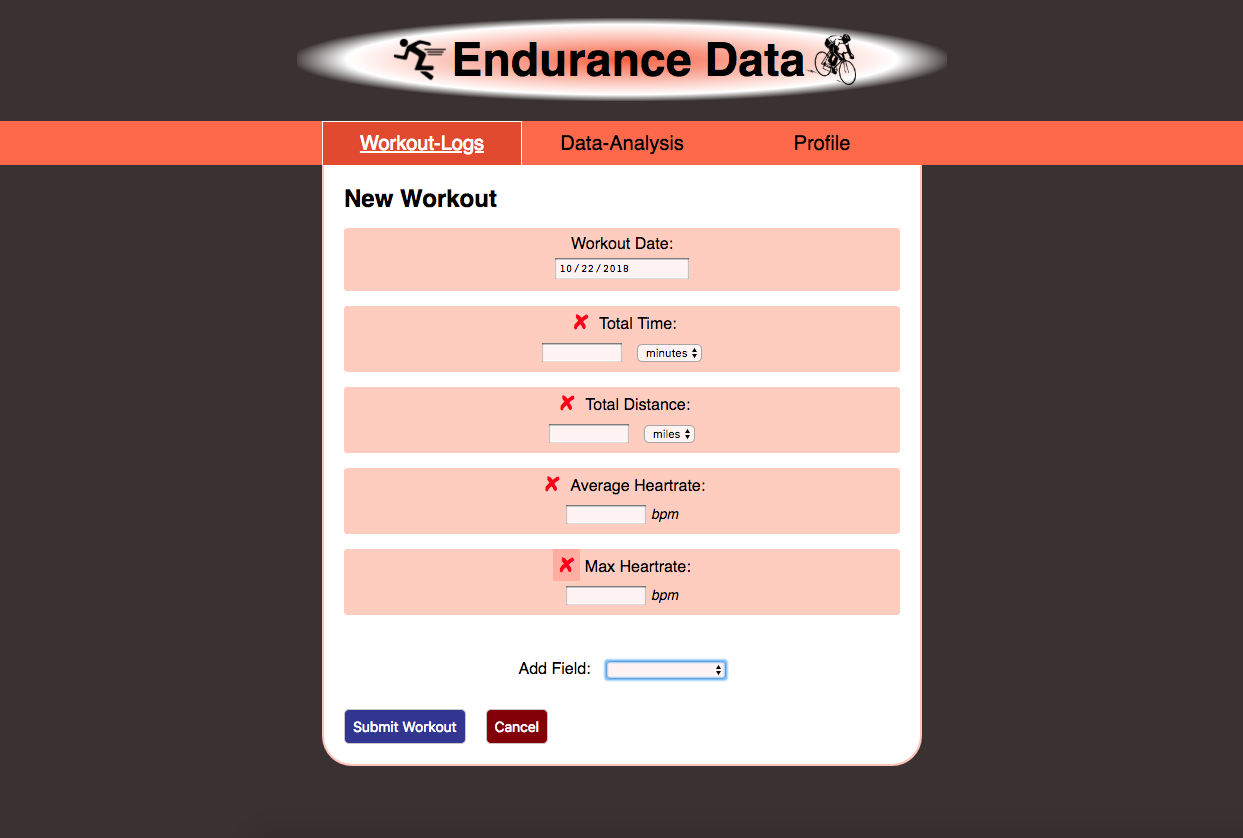 Endurance Data
Workout-Logs Data-Analysis Profile
New Workout
Workout Date:
10/22/2018
✘ Total Time:
minutes
✘ Total Distance:
miles
✘ Average Heartrate:
bpm
✘ Max Heartrate:
bpm
Add Field:
Submit Workout Cancel